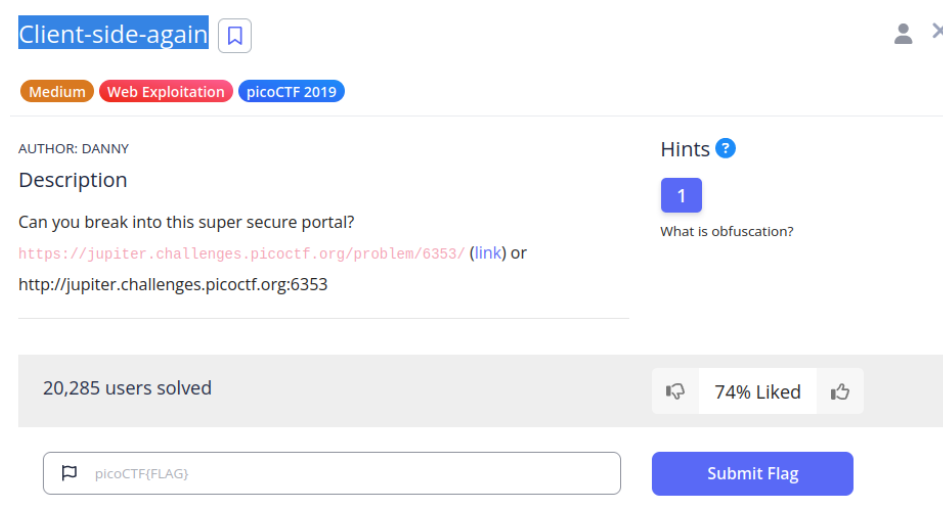 Client-side-again
Medium Web Exploitation picoCTF 2019
AUTHOR: DANNY
Description
Can you break into this super secure portal?
https://jupiter.challenges.picoctf.org/problem/6353/ (link) or
http://jupiter.challenges.picoctf.org:6353
Hints ?
1
What is obfuscation?
20,285 users solved
74% Liked
picoCTF{FLAG}
Submit Flag